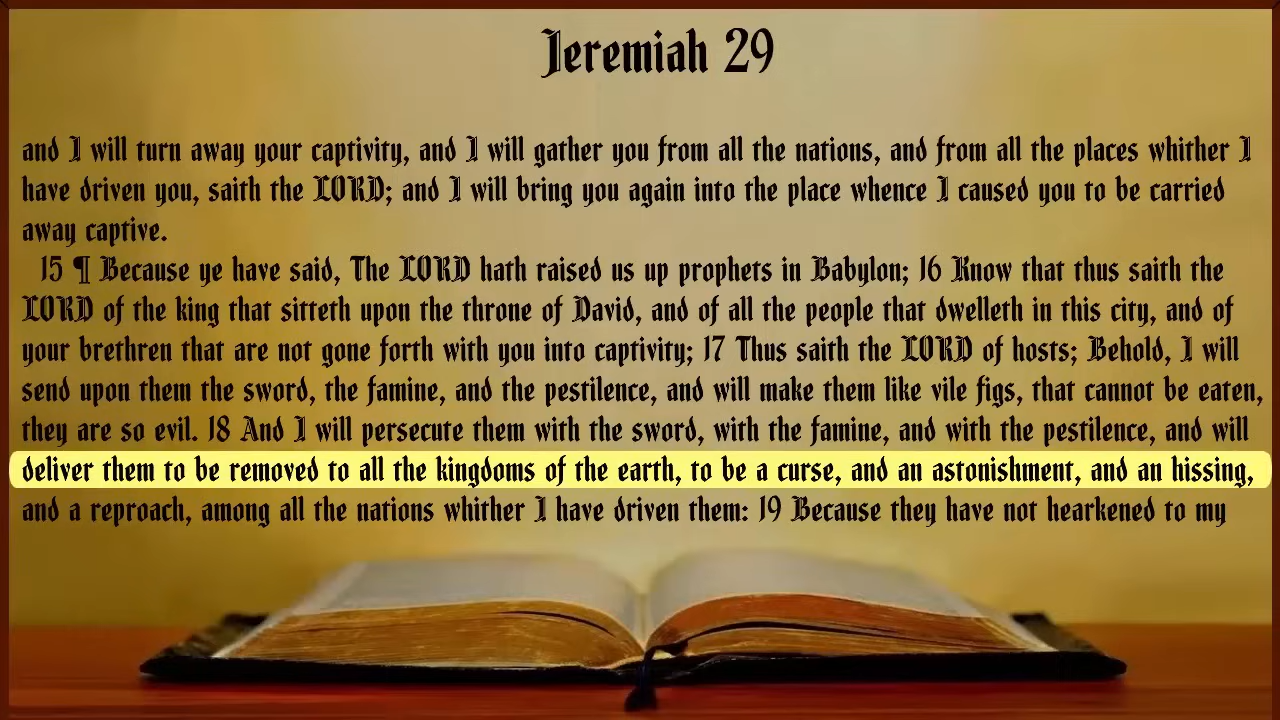 Jeremiah 29
and I will turn away your captivity, and I will gather you from all the nations, and from all the places whither I
have driven you, saith the LORD; and I will bring you again into the place whence I caused you to be carried
away captive.
15 ¶ Because ye have said, The LORD hath raised us up prophets in Babylon; 16 Know that thus saith the
LORD of the king that sitteth upon the throne of David, and of all the people that dwelleth in this city, and of
your brethren that are not gone forth with you into captivity; 17 Thus saith the LORD of hosts; Behold, I will
send upon them the sword, the famine, and the pestilence, and will make them like vile figs, that cannot be eaten,
they are so evil. 18 And I will persecute them with the sword, with the famine, and with the pestilence, and will
deliver them to be removed to all the kingdoms of the earth, to be a curse, and an astonishment, and an hissing,
and a reproach, among all the nations whither I have driven them: 19 Because they have not hearkened to my